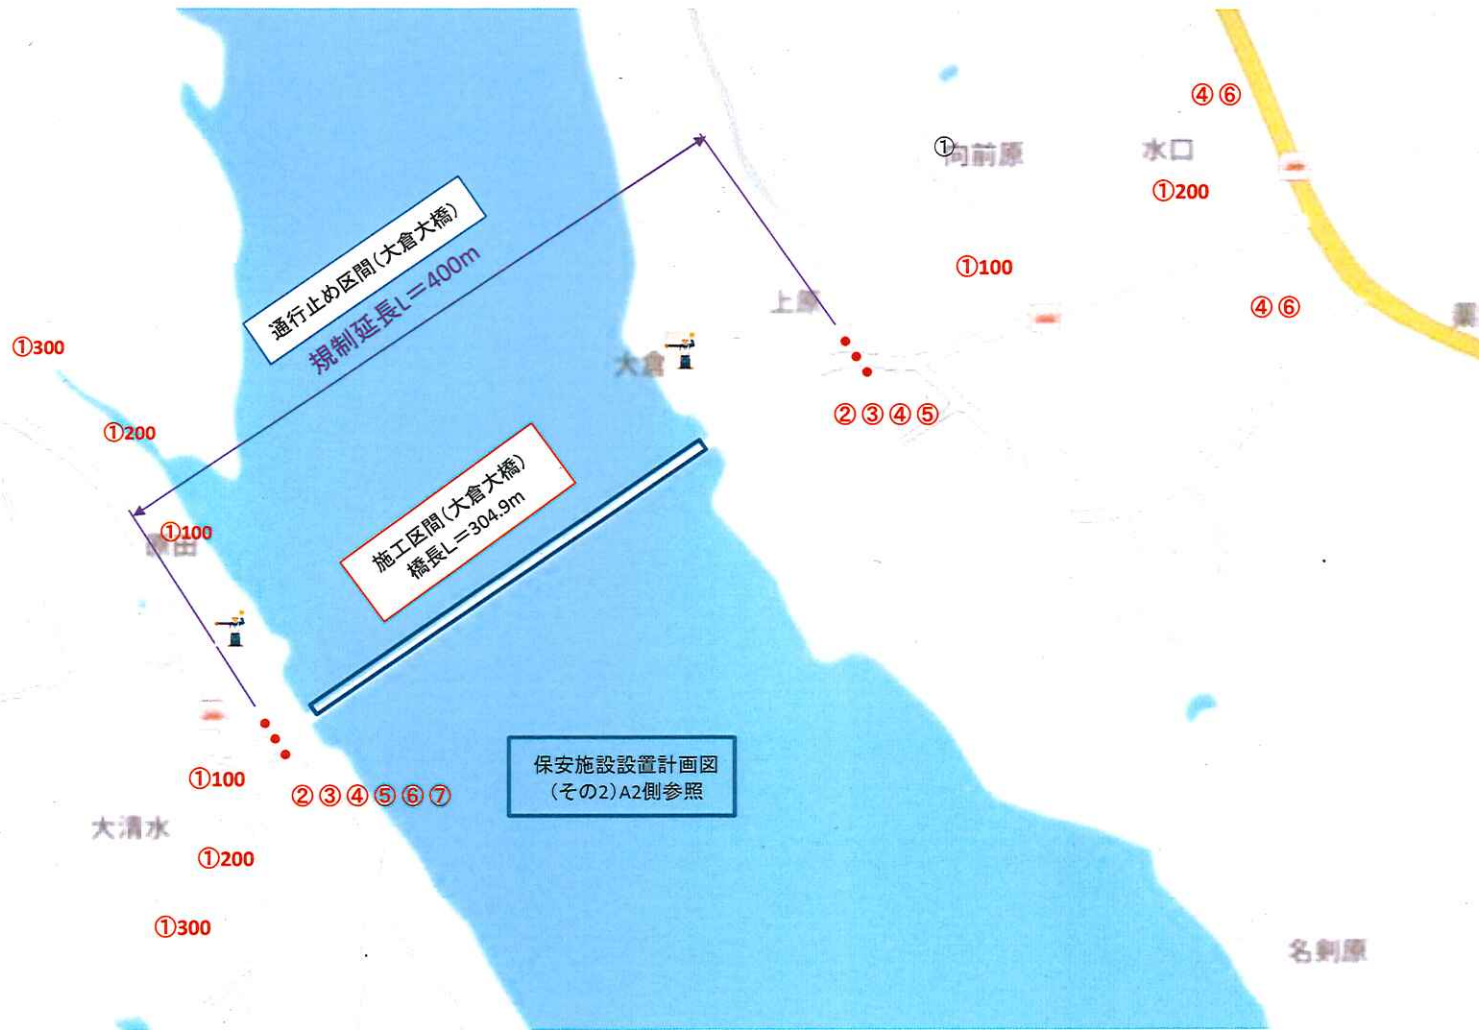 ④⑥
①向前原
水口
①200
通行止め区間(大倉大橋)
規制延長L=400m
①100
上原
④⑥
①300
大倉
②③④⑤
①200
施工区間(大倉大橋)
橋長L=304.9m
①100
保安施設設置計画図
(その2)A2側参照
①100
②③④⑤⑥⑦
大清水
①200
①300
名剣原